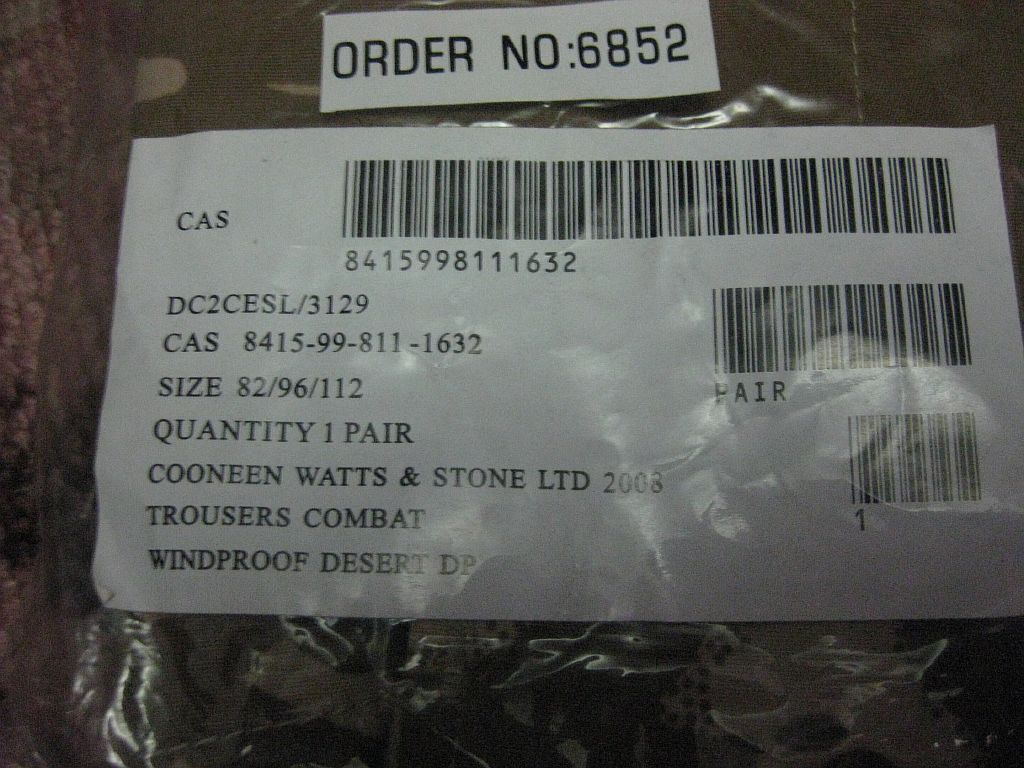 ORDER NO:6852
CAS
8415998111632
DC2CESL/3129
CAS 8415-99-811-1632
SIZE 82/96/112
PAIR
QUANTITY 1 PAIR
COONEEN WATTS & STONE LTD 2008
1
TROUSERS COMBAT
WINDPROOF DESERT DP